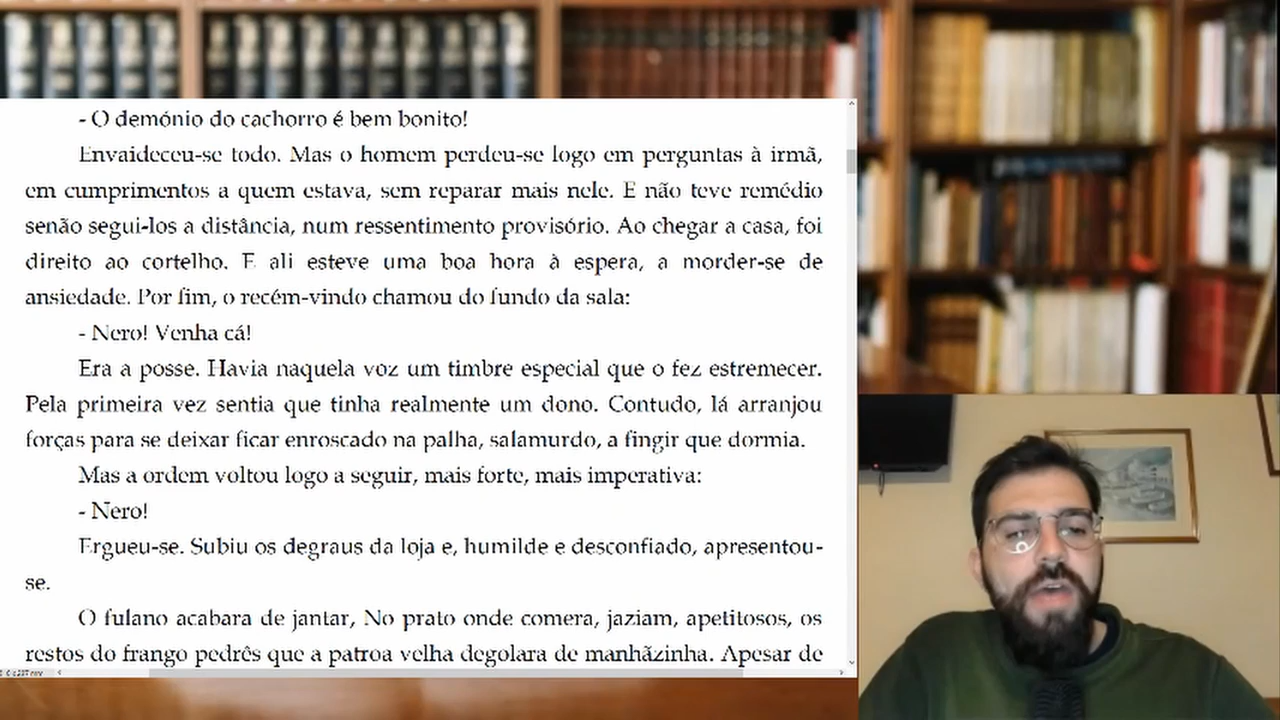 - O demónio do cachorro é bem bonito!
Envaideceu-se todo. Mas o homem perdeu-se logo em perguntas à irmã,
em cumprimentos a quem estava, sem reparar mais nele. E não teve remédio
senão segui-los a distância, num ressentimento provisório. Ao chegar a casa, foi
direito ao cortelho. E ali esteve uma boa hora à espera, a morder-se de
ansiedade. Por fim, o recém-vindo chamou do fundo da sala:
- Nero! Venha cá!
Era a posse. Havia naquela voz um timbre especial que o fez estremecer.
Pela primeira vez sentia que tinha realmente um dono. Contudo, lá arranjou
forças para se deixar ficar enroscado na palha, salamurdo, a fingir que dormia.
Mas a ordem voltou logo a seguir, mais forte, mais imperativa:
- Nero!
Ergueu-se. Subiu os degraus da loja e, humilde e desconfiado, apresentou-
se.
O fulano acabara de jantar, No prato onde comera, jaziam, apetitosos, os
restos do frango pedrês que a patroa velha degolara de manhãzinha. Apesar de